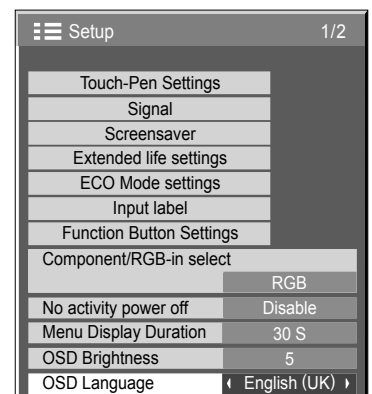 Setup 1/2
Touch-Pen Settings
Signal
Screensaver
Extended life settings
ECO Mode settings
Input label
Function Button Settings
Component/RGB-in select
RGB
No activity power off Disable
Menu Display Duration 30 S
OSD Brightness 5
OSD Language English (UK)